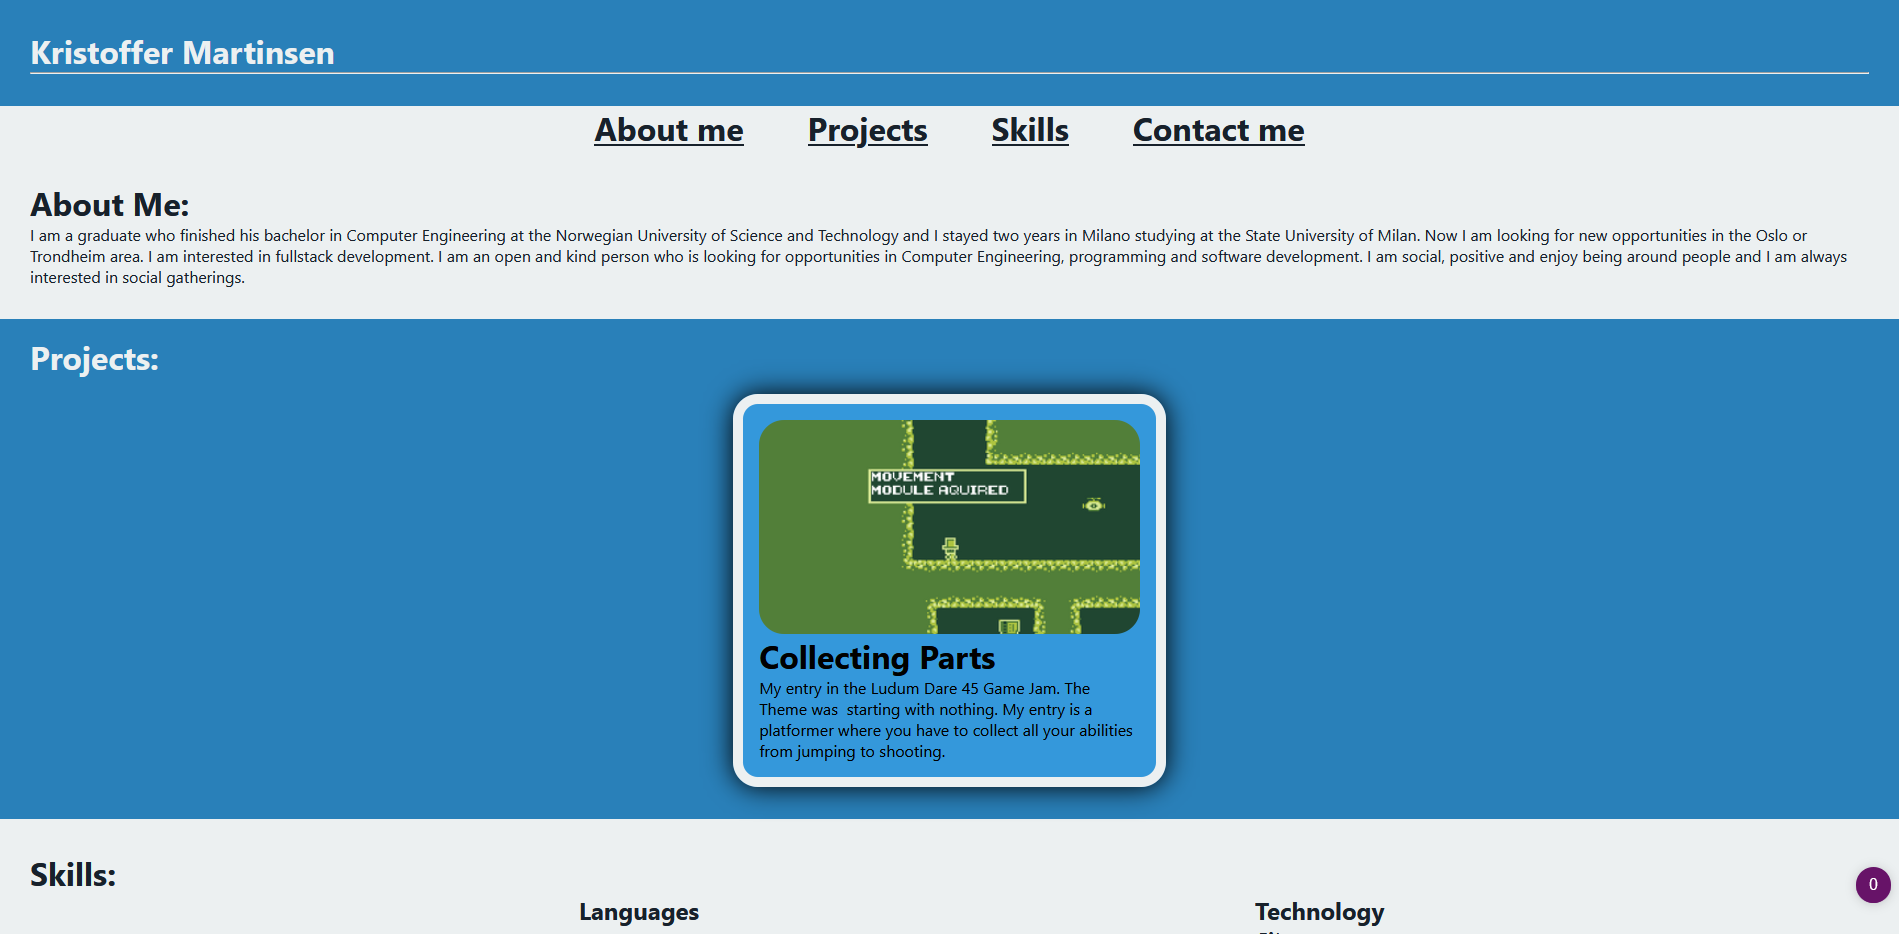 Kristoffer Martinsen
About me Projects Skills Contact me
About Me:
I am a graduate who finished his bachelor in Computer Engineering at the Norwegian University of Science and Technology and I stayed two years in Milano studying at the State University of Milan. Now I am looking for new opportunities in the Oslo or
Trondheim area. I am interested in fullstack development. I am an open and kind person who is looking for opportunities in Computer Engineering, programming and software development. I am social, positive and enjoy being around people and I am always
interested in social gatherings.
Projects:
MOVEMENT
MODULE AQUIRED
Collecting Parts
My entry in the Ludum Dare 45 Game Jam. The
Theme was  starting with nothing. My entry is a
platformer where you have to collect all your abilities
from jumping to shooting.
Skills:
0
Languages Technology